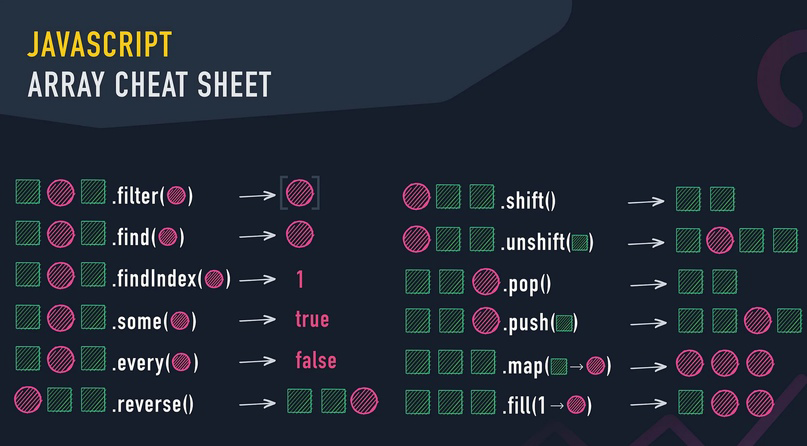 JAVASCRIPT
ARRAY CHEAT SHEET
.filter( )
.find( )
.findIndex( ) 1
.some( ) true
.every( ) false
.reverse()
.shift()
.unshift( )
.pop()
.push( )
.map( → )
.fill(1→ )